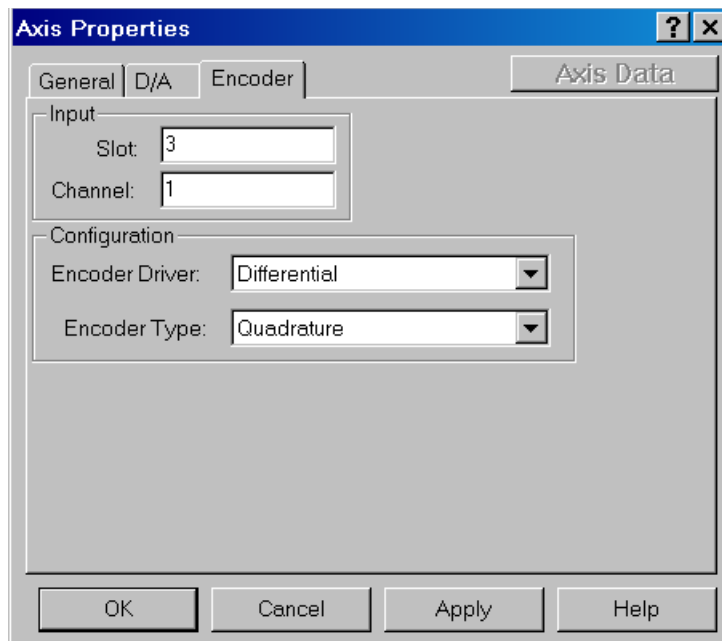 Axis Properties
General D/A Encoder Axis Data
Input
Slot: 3
Channel: 1
Configuration
Encoder Driver: Differential
Encoder Type: Quadrature
OK Cancel Apply Help